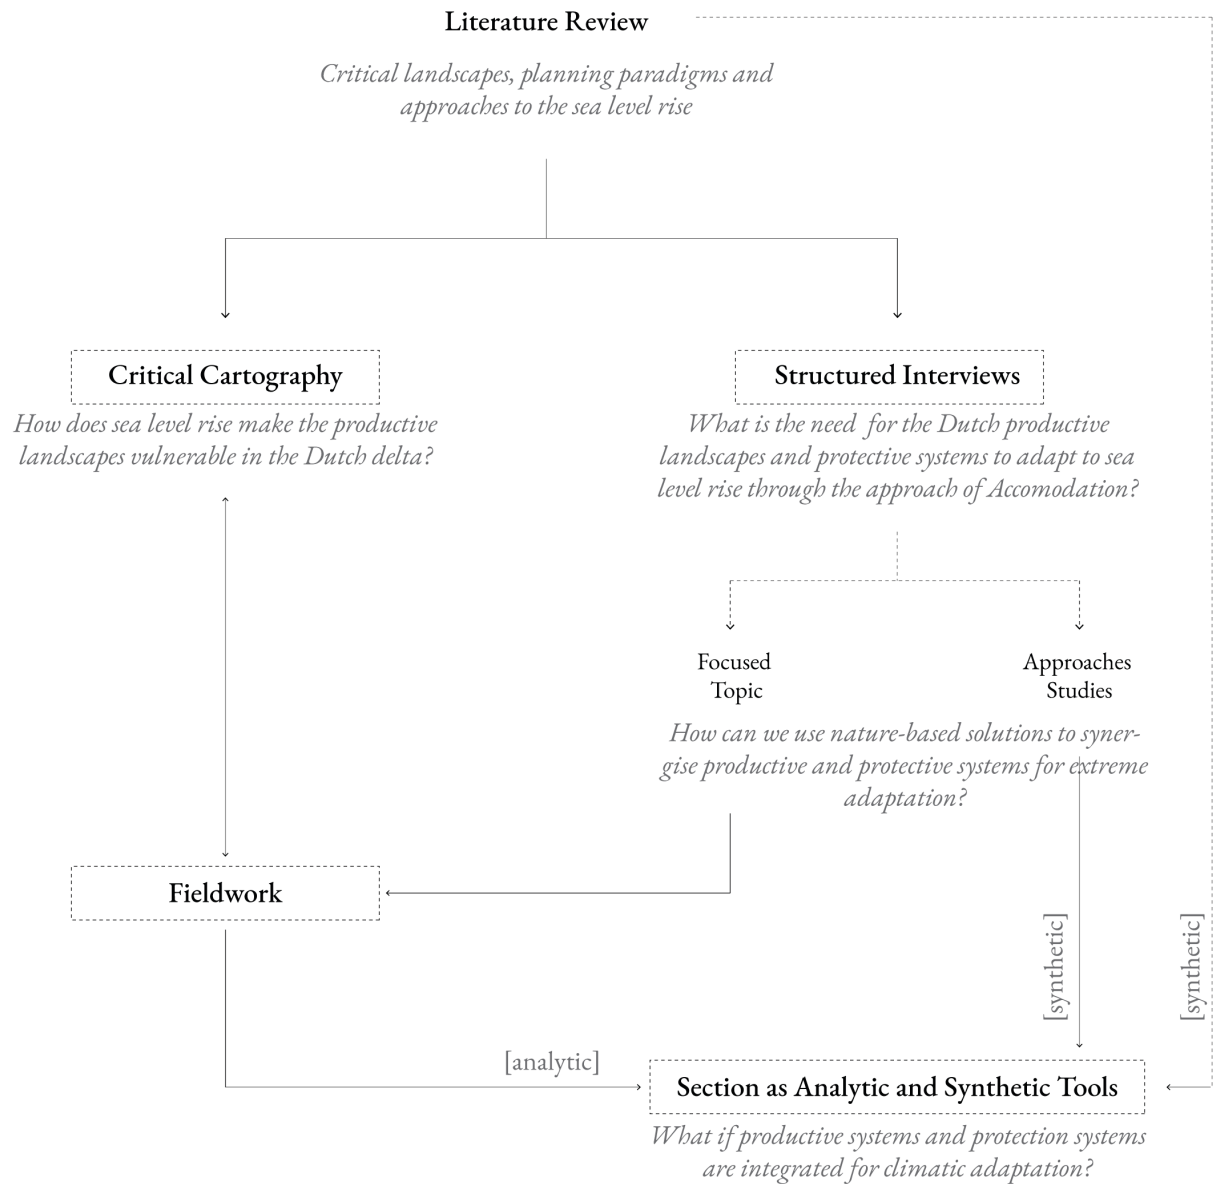 Literature Review
Critical landscapes, planning paradigms and
approaches to the sea level rise
Critical Cartography
How does sea level rise make the productive
landscapes vulnerable in the Dutch delta?
Structured Interviews
What is the need for the Dutch productive
landscapes and protective systems to adapt to sea
level rise through the approach of Accomodation?
Focused
Topic
Approaches
Studies
How can we use nature-based solutions to syner-
gise productive and protective systems for extreme
adaptation?
Fieldwork
[synthetic]
[synthetic]
[analytic]
Section as Analytic and Synthetic Tools
What if productive systems and protection systems
are integrated for climatic adaptation?